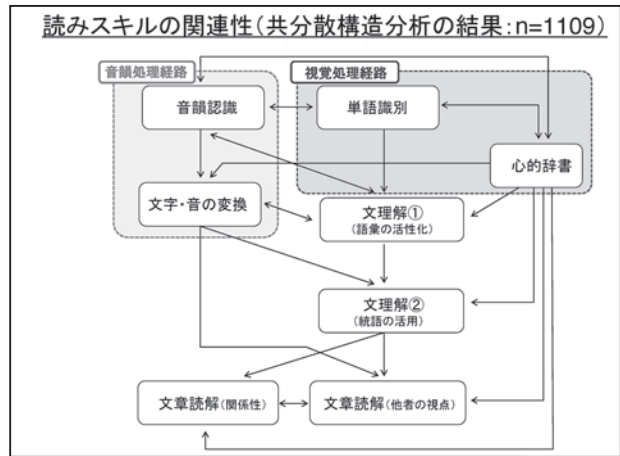 読みスキルの関連性(共分散構造分析の結果:n=1109)
音韻処理経路
視覚処理経路
音韻認識
単語識別
心的辞書
文字・音の変換
文理解①
(語彙の活性化)
文理解②
(統語の活用)
文章読解(関係性)
文章読解(他者の視点)